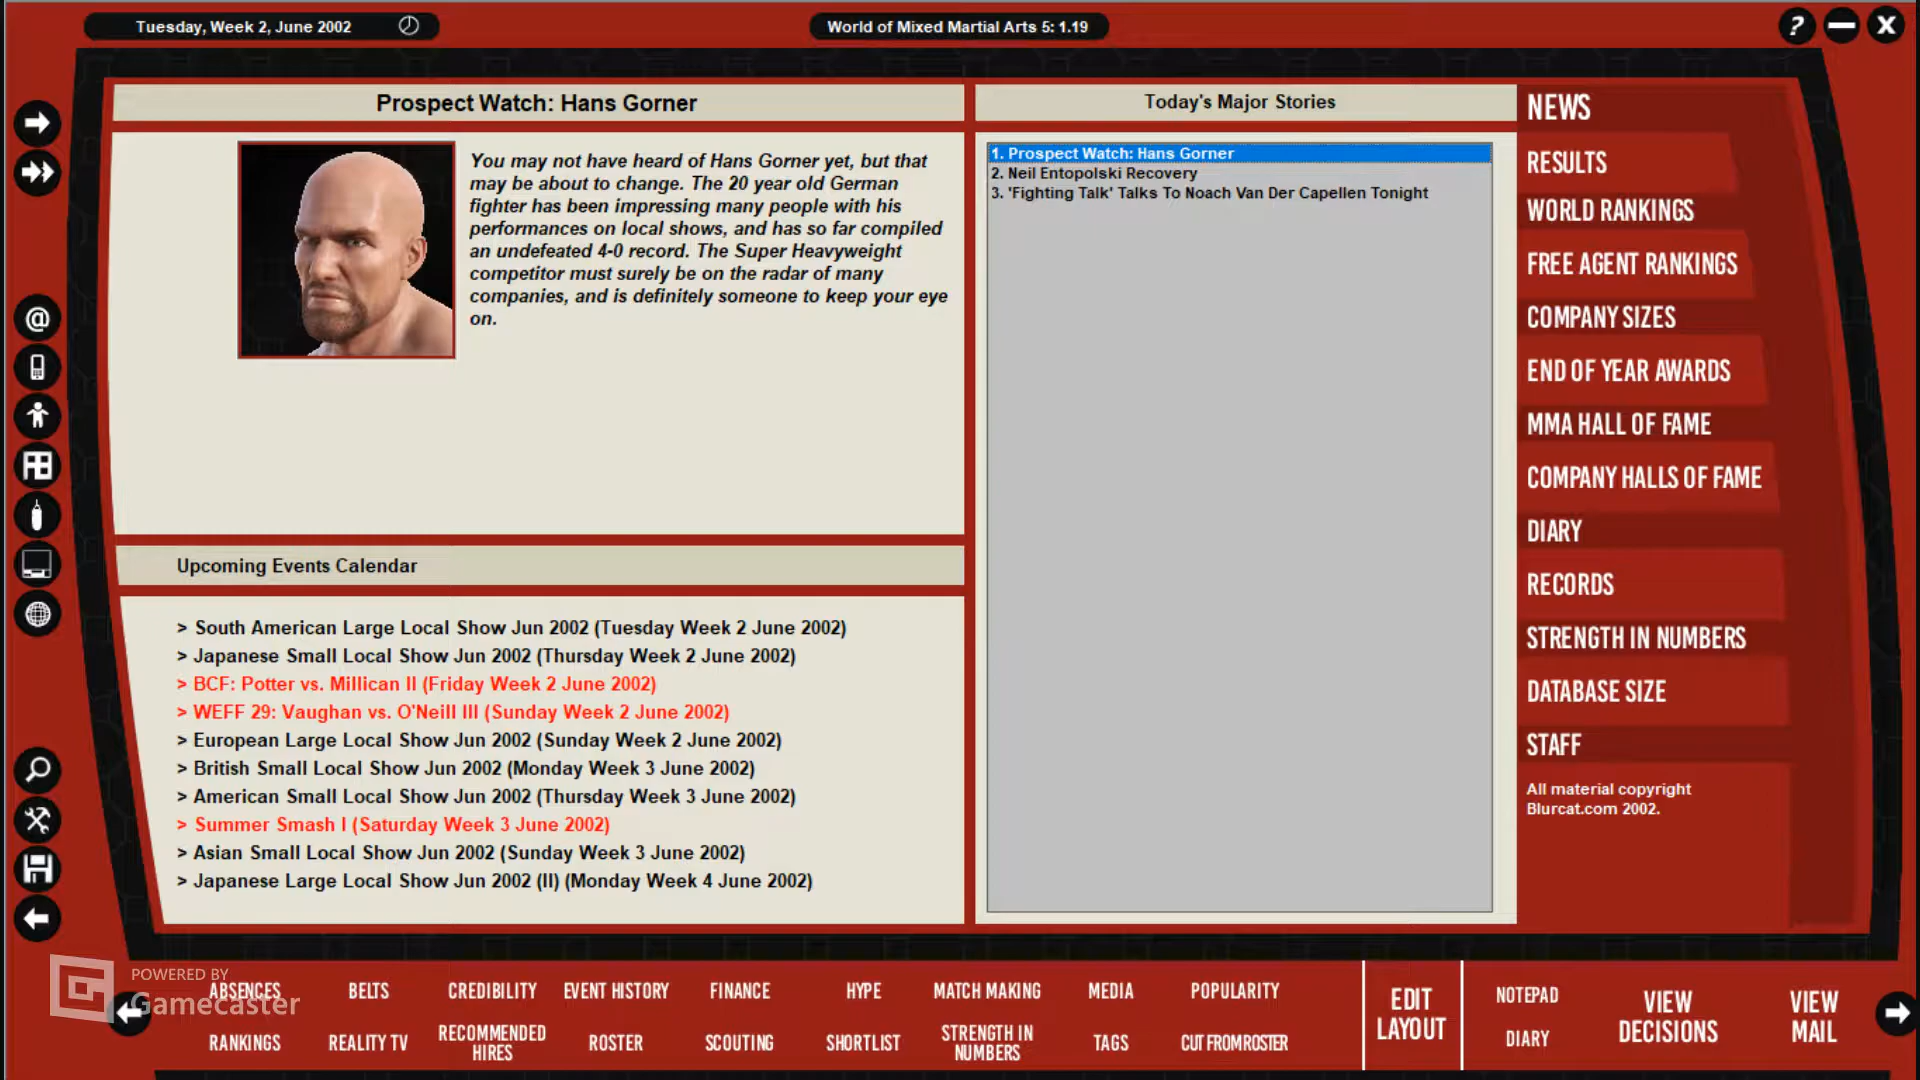 Tuesday, Week 2, June 2002
World of Mixed Martial Arts 5: 1.19
?
X
Prospect Watch: Hans Gorner
You may not have heard of Hans Gorner yet, but that
may be about to change. The 20 year old German
fighter has been impressing many people with his
performances on local shows, and has so far compiled
an undefeated 4-0 record. The Super Heavyweight
competitor must surely be on the radar of many
companies, and is definitely someone to keep your eye
on.
Today's Major Stories
1. Prospect Watch: Hans Gorner
2. Neil Entopolski Recovery
3. 'Fighting Talk' Talks To Noach Van Der Capellen Tonight
NEWS
RESULTS
WORLD RANKINGS
FREE AGENT RANKINGS
COMPANY SIZES
END OF YEAR AWARDS
MMA HALL OF FAME
COMPANY HALLS OF FAME
DIARY
RECORDS
STRENGTH IN NUMBERS
DATABASE SIZE
STAFF
All material copyright
Blurcat.com 2002.
@
Upcoming Events Calendar
> South American Large Local Show Jun 2002 (Tuesday Week 2 June 2002)
> Japanese Small Local Show Jun 2002 (Thursday Week 2 June 2002)
> BCF: Potter vs. Millican II (Friday Week 2 June 2002)
> WEFF 29: Vaughan vs. O'Neill III (Sunday Week 2 June 2002)
> European Large Local Show Jun 2002 (Sunday Week 2 June 2002)
> British Small Local Show Jun 2002 (Monday Week 3 June 2002)
> American Small Local Show Jun 2002 (Thursday Week 3 June 2002)
> Summer Smash I (Saturday Week 3 June 2002)
> Asian Small Local Show Jun 2002 (Sunday Week 3 June 2002)
> Japanese Large Local Show Jun 2002 (II) (Monday Week 4 June 2002)
POWERED BY
Gamecaster
ABSENCES
BELTS
CREDIBILITY
EVENT HISTORY
FINANCE
HYPE
MATCH MAKING
MEDIA
POPULARITY
RANKINGS
REALITY TV
RECOMMENDED
HIRES
ROSTER
SCOUTING
SHORTLIST
STRENGTH IN
NUMBERS
TAGS
CUT FROM ROSTER
EDIT
LAYOUT
NOTEPAD
DIARY
VIEW
DECISIONS
VIEW
MAIL